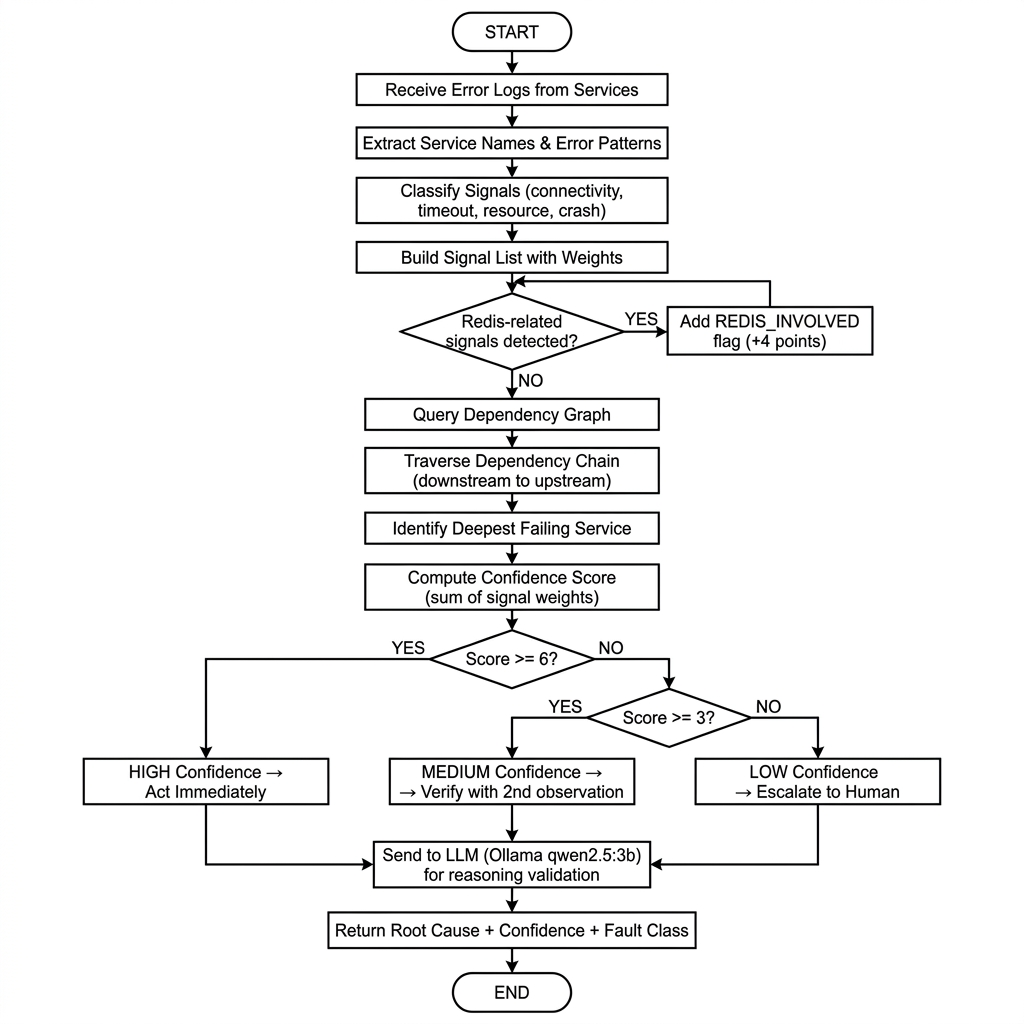 START
Receive Error Logs from Services
Extract Service Names & Error Patterns
Classify Signals (connectivity,
timeout, resource, crash)
Build Signal List with Weights
Redis-related
signals detected?
YES
Add REDIS_INVOLVED
flag (+4 points)
NO
Query Dependency Graph
Traverse Dependency Chain
(downstream to upstream)
Identify Deepest Failing Service
Compute Confidence Score
(sum of signal weights)
YES
Score >= 6?
NO
YES
Score >= 3?
NO
HIGH Confidence →
Act Immediately
MEDIUM Confidence →
→ Verify with 2nd observation
LOW Confidence
→ Escalate to Human
Send to LLM (Ollama qwen2.5:3b)
for reasoning validation
Return Root Cause + Confidence + Fault Class
END